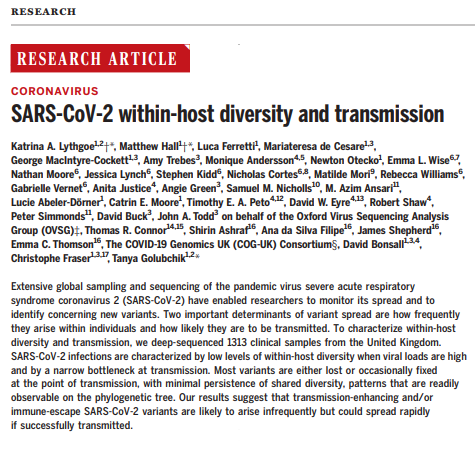 RESEARCH
RESEARCH ARTICLE
CORONAVIRUS
SARS-CoV-2 within-host diversity and transmission
Katrina A. Lythgoe1,2†*, Matthew Hall1†*, Luca Ferretti1, Mariateresa de Cesare1,3,
George MacIntyre-Cockett1,3, Amy Trebes3, Monique Andersson4,5, Newton Otecko1, Emma L. Wise6,7,
Nathan Moore6, Jessica Lynch6, Stephen Kidd6, Nicholas Cortes6,8, Matilde Mori9, Rebecca Williams6,
Gabrielle Vernet6, Anita Justice4, Angie Green3, Samuel M. Nicholls10, M. Azim Ansari11,
Lucie Abeler-Dörner1, Catrin E. Moore1, Timothy E. A. Peto4,12, David W. Eyre4,13, Robert Shaw4,
Peter Simmonds11, David Buck3, John A. Todd3 on behalf of the Oxford Virus Sequencing Analysis
Group (OVSG)‡, Thomas R. Connor14,15, Shirin Ashraf16, Ana da Silva Filipe16, James Shepherd16,
Emma C. Thomson16, The COVID-19 Genomics UK (COG-UK) Consortium§, David Bonsall1,3,4,
Christophe Fraser1,3,17, Tanya Golubchik1,2*
Extensive global sampling and sequencing of the pandemic virus severe acute respiratory
syndrome coronavirus 2 (SARS-CoV-2) have enabled researchers to monitor its spread and to
identify concerning new variants. Two important determinants of variant spread are how frequently
they arise within individuals and how likely they are to be transmitted. To characterize within-host
diversity and transmission, we deep-sequenced 1313 clinical samples from the United Kingdom.
SARS-CoV-2 infections are characterized by low levels of within-host diversity when viral loads are high
and by a narrow bottleneck at transmission. Most variants are either lost or occasionally fixed
at the point of transmission, with minimal persistence of shared diversity, patterns that are readily
observable on the phylogenetic tree. Our results suggest that transmission-enhancing and/or
immune-escape SARS-CoV-2 variants are likely to arise infrequently but could spread rapidly
if successfully transmitted.